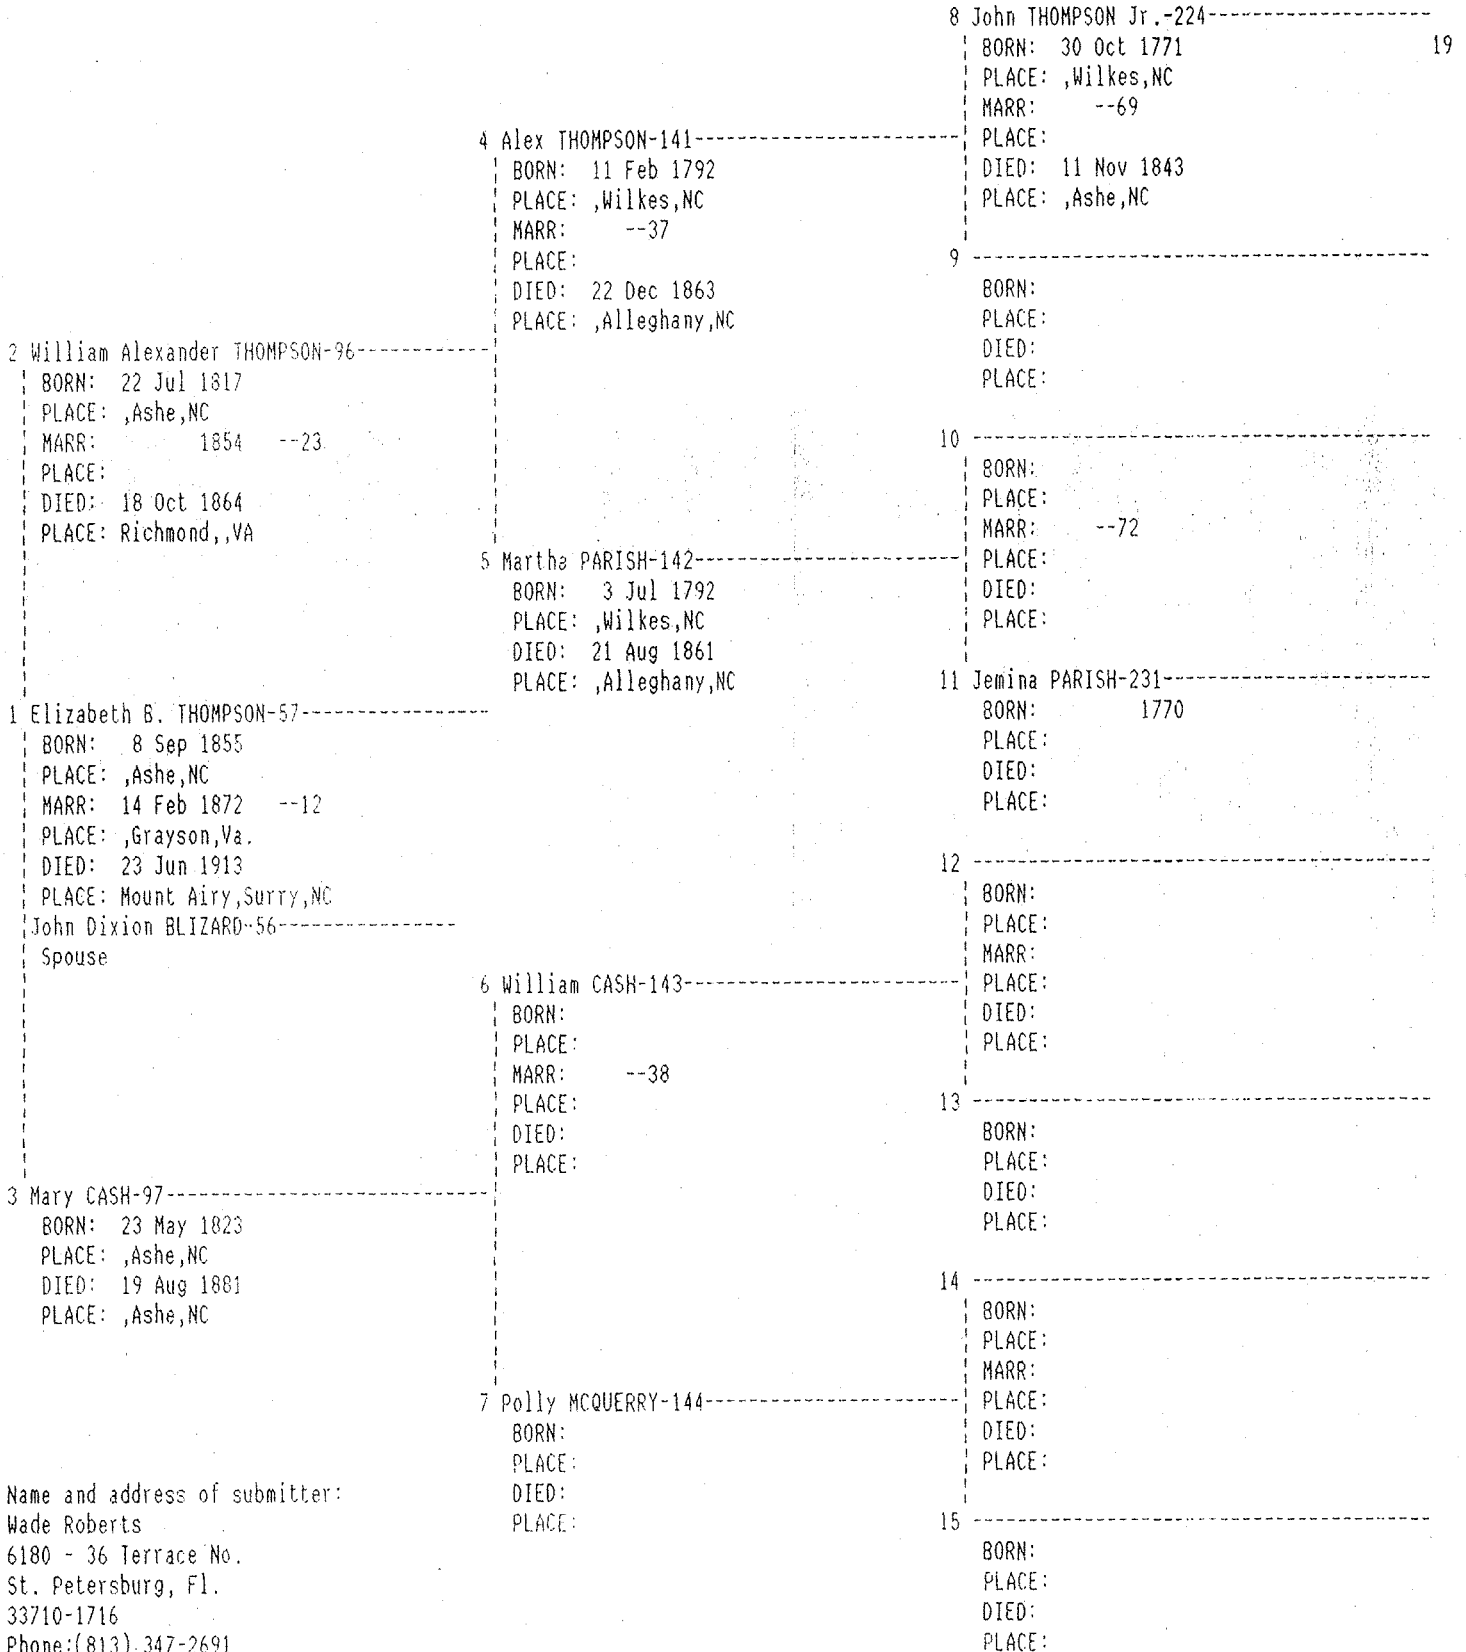 8 John THOMPSON Jr.-224--------------------
BORN: 30 Oct 1771 19
PLACE: ,Wilkes,NC
MARR: --69
PLACE:
DIED: 11 Nov 1843
PLACE: ,Ashe,NC
4 Alex THOMPSON-141------------------------
BORN: 11 Feb 1792
PLACE: ,Wilkes,NC
MARR: --37
PLACE:
DIED: 22 Dec 1863
PLACE: ,Alleghany,NC
9 -----------------------------------------
BORN:
PLACE:
DIED:
PLACE:
2 William Alexander THOMPSON-96------------
BORN: 22 Jul 1817
PLACE: ,Ashe,NC
MARR: 1854 --23
PLACE:
DIED: 18 Oct 1864
PLACE: Richmond,,VA
10 -----------------------------------------
BORN:
PLACE:
MARR: --72
PLACE:
DIED:
PLACE:
5 Martha PARISH-142------------------------
BORN: 3 Jul 1792
PLACE: ,Wilkes,NC
DIED: 21 Aug 1861
PLACE: ,Alleghany,NC
11 Jemina PARISH-231------------------------
BORN: 1770
PLACE:
DIED:
PLACE:
1 Elizabeth B. THOMPSON-57-----------------
BORN: 8 Sep 1855
PLACE: ,Ashe,NC
MARR: 14 Feb 1872 --12
PLACE: ,Grayson,Va.
DIED: 23 Jun 1913
PLACE: Mount Airy,Surry,NC
John Dixion BLIZARD-56----------------
Spouse
12 -----------------------------------------
BORN:
PLACE:
MARR:
PLACE:
DIED:
PLACE:
6 William CASH-143-------------------------
BORN:
PLACE:
MARR: --38
PLACE:
DIED:
PLACE:
13 -----------------------------------------
BORN:
PLACE:
DIED:
PLACE:
3 Mary CASH-97-----------------------------
BORN: 23 May 1823
PLACE: ,Ashe,NC
DIED: 19 Aug 1881
PLACE: ,Ashe,NC
14 -----------------------------------------
BORN:
PLACE:
MARR:
PLACE:
DIED:
PLACE:
7 Polly MCQUERRY-144-----------------------
BORN:
PLACE:
DIED:
PLACE:
15 -----------------------------------------
BORN:
PLACE:
DIED:
PLACE:
Name and address of submitter:
Wade Roberts
6180 - 36 Terrace No.
St. Petersburg, Fl.
33710-1716
Phone:(813) 347-2691